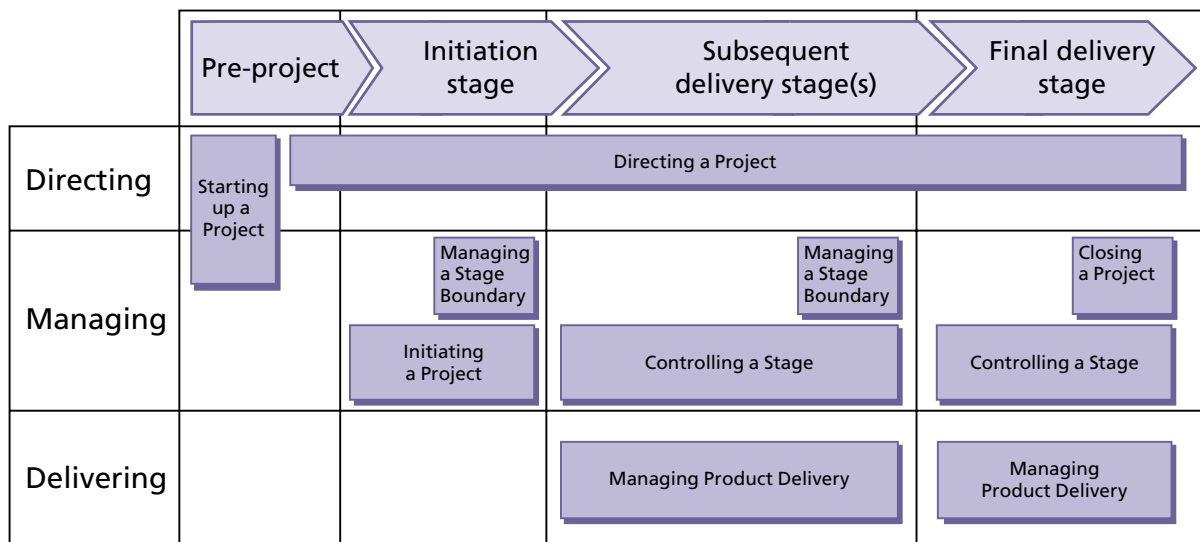 Pre-project
Initiation
stage
Subsequent
delivery stage(s)
Final delivery
stage
Directing
Starting
up a
Project
Directing a Project
Managing
Managing
a Stage
Boundary
Managing
a Stage
Boundary
Closing
a Project
Initiating
a Project
Controlling a Stage
Controlling a Stage
Delivering
Managing Product Delivery
Managing
Product Delivery